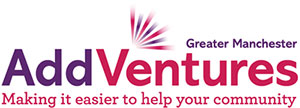 Greater Manchester
AddVentures
Making it easier to help your community